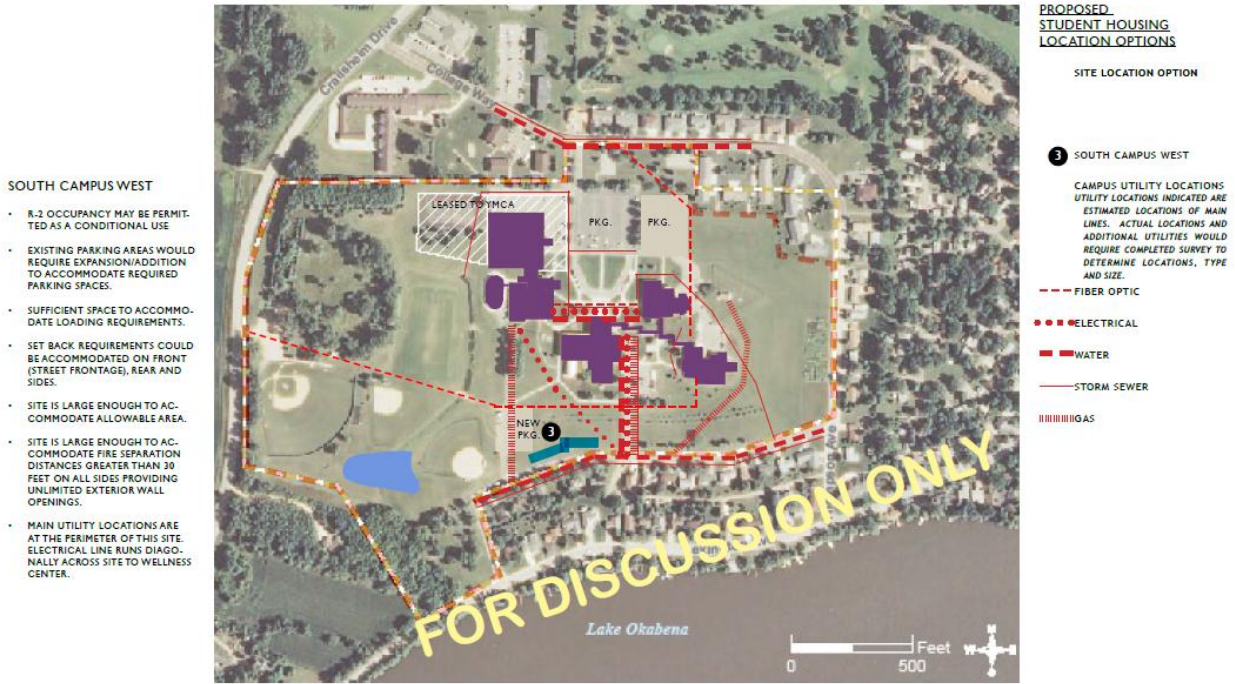 SOUTH CAMPUS WEST
• R-2 OCCUPANCY MAY BE PERMIT-
TED AS A CONDITIONAL USE
• EXISTING PARKING AREAS WOULD
REQUIRE EXPANSION/ADDITION
TO ACCOMMODATE REQUIRED
PARKING SPACES.
• SUFFICIENT SPACE TO ACCOMMO-
DATE LOADING REQUIREMENTS.
• SET BACK REQUIREMENTS COULD
BE ACCOMMODATED ON FRONT
(STREET FRONTAGE), REAR AND
SIDES.
• SITE IS LARGE ENOUGH TO AC-
COMMODATE ALLOWABLE AREA.
• SITE IS LARGE ENOUGH TO AC-
COMMODATE FIRE SEPARATION
DISTANCES GREATER THAN 30
FEET ON ALL SIDES PROVIDING
UNLIMITED EXTERIOR WALL
OPENINGS.
• MAIN UTILITY LOCATIONS ARE
AT THE PERIMETER OF THIS SITE.
ELECTRICAL LINE RUNS DIAGO-
NALLY ACROSS SITE TO WELLNESS
CENTER.
Crailsheim Drive
College Way
LEASED TO YMCA
PKG.
PKG.
NEW
PKG.
3
Drive
FOR DISCUSSION ONLY
Lake Okabena
Feet
0
500
N
W
E
S
PROPOSED
STUDENT HOUSING
LOCATION OPTIONS
SITE LOCATION OPTION
3 SOUTH CAMPUS WEST
CAMPUS UTILITY LOCATIONS
UTILITY LOCATIONS INDICATED ARE
ESTIMATED LOCATIONS OF MAIN
LINES. ACTUAL LOCATIONS AND
ADDITIONAL UTILITIES WOULD
REQUIRE COMPLETED SURVEY TO
DETERMINE LOCATIONS, TYPE
AND SIZE.
FIBER OPTIC
ELECTRICAL
WATER
STORM SEWER
GAS